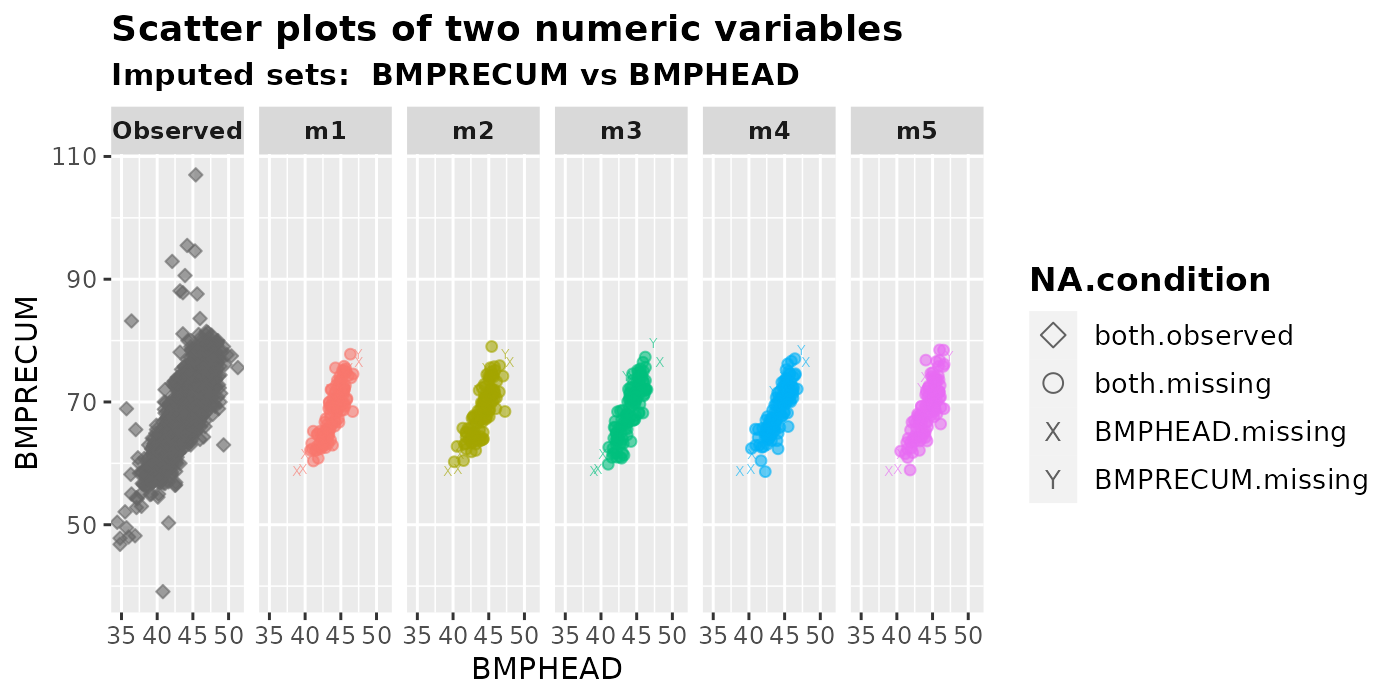 Scatter plots of two numeric variables
Imputed sets:  BMPRECUM vs BMPHEAD
Observed m1 m2 m3 m4 m5
110
90
70
50
BMPRECUM
35 40 45 50 35 40 45 50 35 40 45 50 35 40 45 50 35 40 45 50 35 40 45 50
BMPHEAD
NA.condition
both.observed
both.missing
X BMPHEAD.missing
Y BMPRECUM.missing